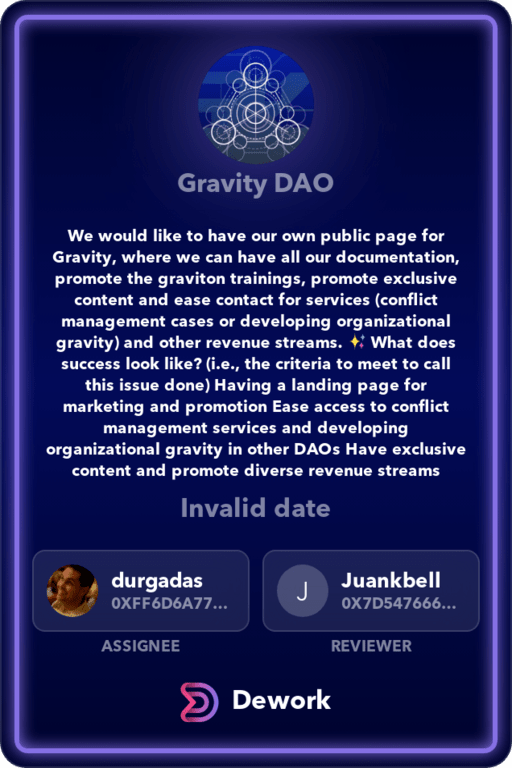 Gravity DAO
We would like to have our own public page for
Gravity, where we can have all our documentation,
promote the graviton trainings, promote exclusive
content and ease contact for services (conflict
management cases or developing organizational
gravity) and other revenue streams. ✨ What does
success look like? (i.e., the criteria to meet to call
this issue done) Having a landing page for
marketing and promotion Ease access to conflict
management services and developing
organizational gravity in other DAOs Have exclusive
content and promote diverse revenue streams
Invalid date
durgadas
0XFF6D6A77...
ASSIGNEE
J
Juankbell
0X7D547666...
REVIEWER
Dework